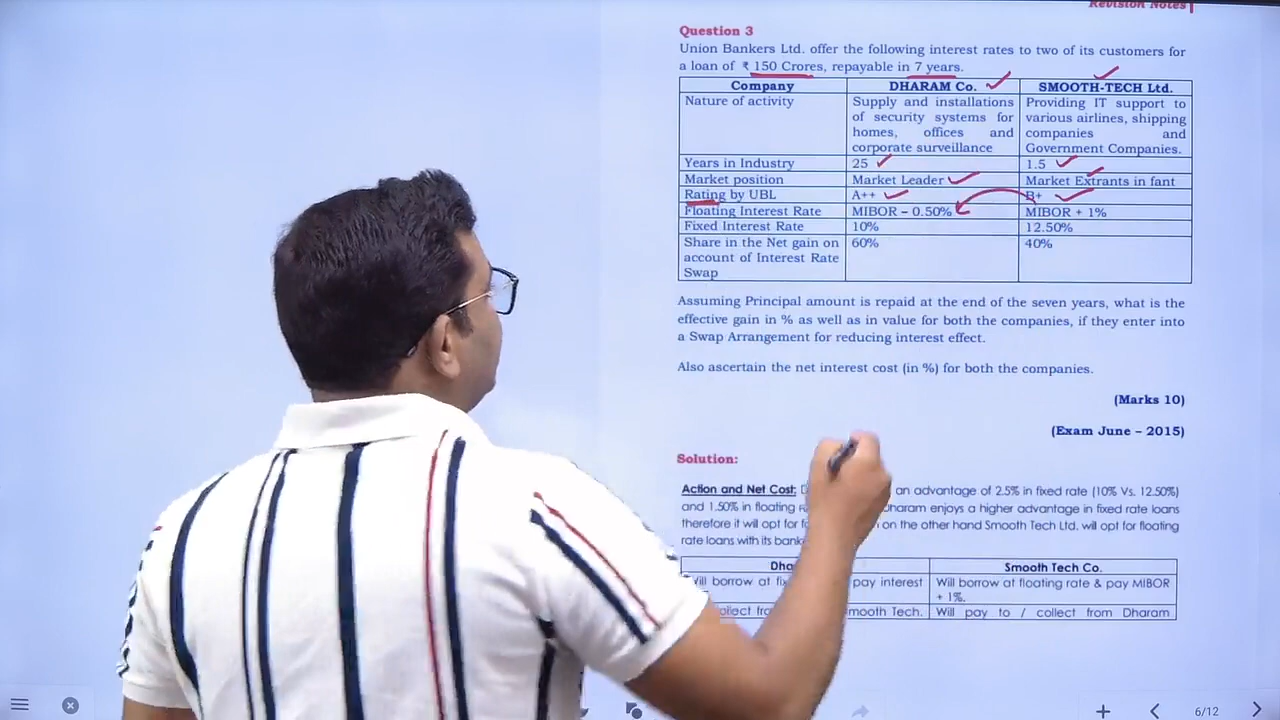 Revision Notes
Question 3
Union Bankers Ltd. offer the following interest rates to two of its customers for
a loan of ₹ 150 Crores, repayable in 7 years.
Company DHARAM Co. SMOOTH-TECH Ltd.
Nature of activity Supply and installations of security systems for homes, offices and corporate surveillance Providing IT support to various airlines, shipping companies and Government Companies.
Years in Industry 25 1.5
Market position Market Leader Market Extrants in fant
Rating by UBL A++ B+
Floating Interest Rate MIBOR – 0.50% MIBOR + 1%
Fixed Interest Rate 10% 12.50%
Share in the Net gain on account of Interest Rate Swap 60% 40%
Assuming Principal amount is repaid at the end of the seven years, what is the
effective gain in % as well as in value for both the companies, if they enter into
a Swap Arrangement for reducing interest effect.
Also ascertain the net interest cost (in %) for both the companies.
(Marks 10)
(Exam June – 2015)
Solution:
Action and Net Cost: an advantage of 2.5% in fixed rate (10% Vs. 12.50%)
and 1.50% in floating enjoys a higher advantage in fixed rate loans
therefore it will opt for on the other hand Smooth Tech Ltd. will opt for floating
rate loans with its
Smooth Tech Co.
borrow at pay interest Will borrow at floating rate & pay MIBOR
+ 1%.
Tech. Will pay to / collect from Dharam
6/12